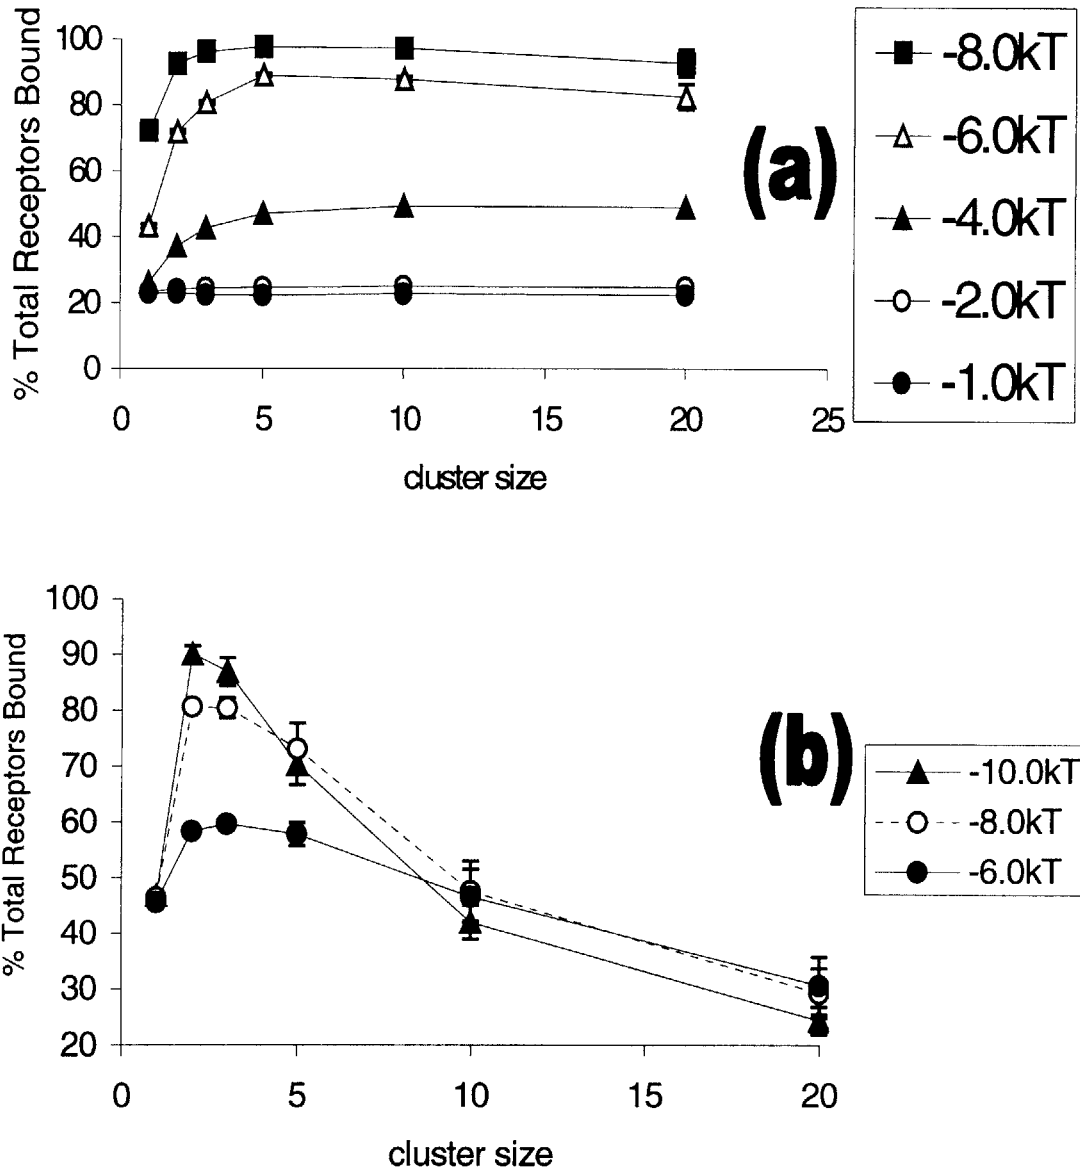 % Total Receptors Bound
100
80
60
40
20
0
0 5 10 15 20 25
cluster size
(a)
-8.0kT
-6.0kT
-4.0kT
-2.0kT
-1.0kT
% Total Receptors Bound
100
90
80
70
60
50
40
30
20
0 5 10 15 20
cluster size
(b)
-10.0kT
-8.0kT
-6.0kT